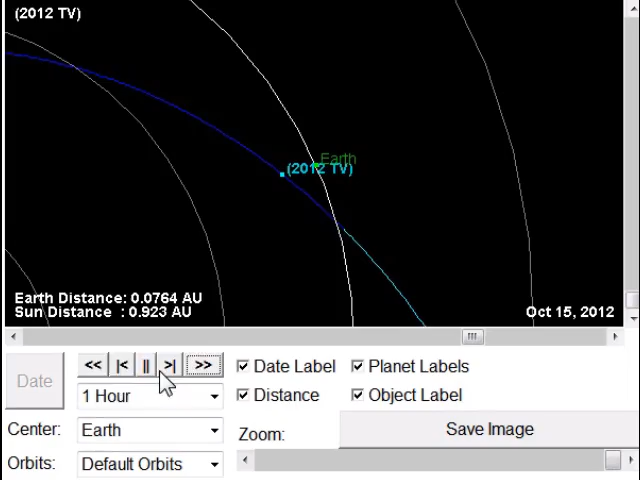 (2012 TV)
Earth
(2012 TV)
Earth Distance: 0.0764 AU
Sun Distance : 0.923 AU
Oct 15, 2012
Date
<< |< || >| >>
Date Label
Planet Labels
1 Hour
Distance
Object Label
Center: Earth
Zoom:
Save Image
Orbits: Default Orbits